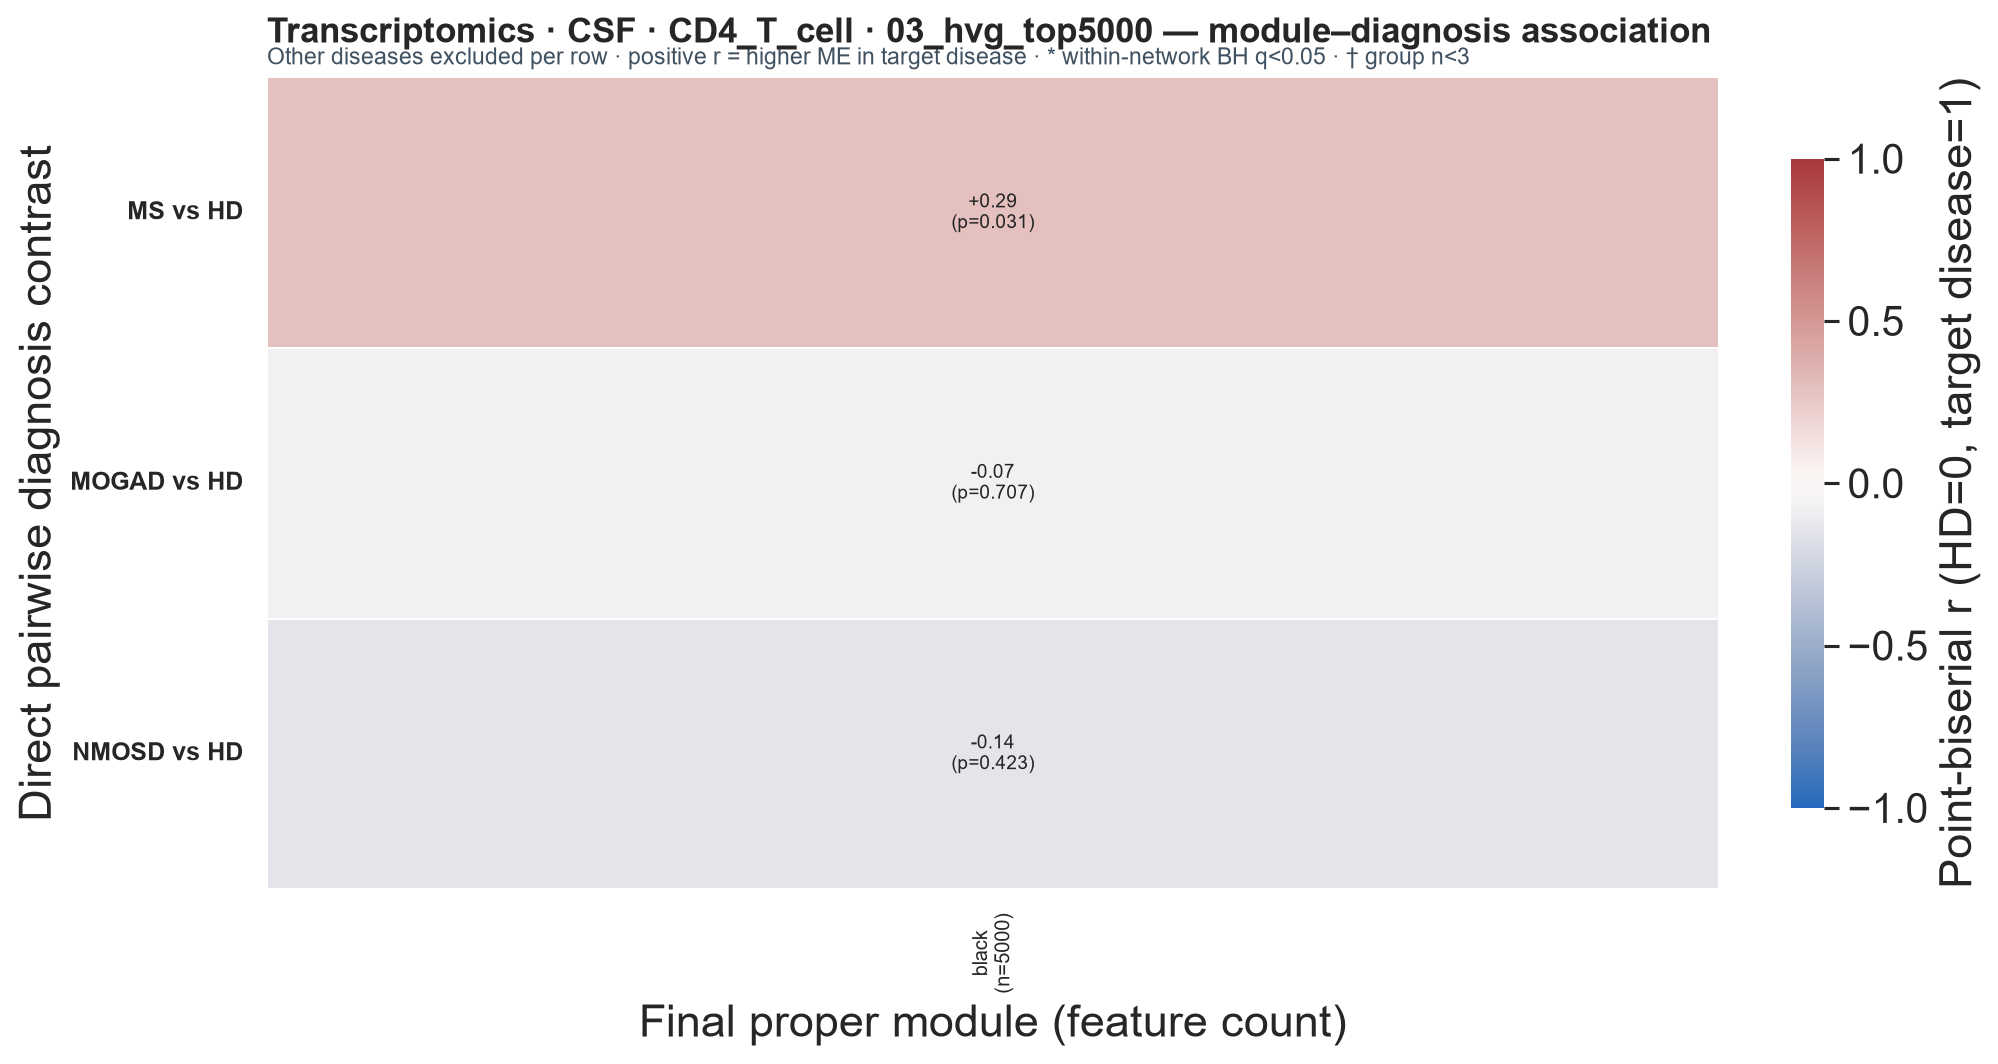 Transcriptomics · CSF · CD4_T_cell · 03_hvg_top5000 — module–diagnosis association
Other diseases excluded per row · positive r = higher ME in target disease · * within-network BH q<0.05 · † group n<3
Direct pairwise diagnosis contrast
MS vs HD
+0.29
(p=0.031)
MOGAD vs HD
-0.07
(p=0.707)
NMOSD vs HD
-0.14
(p=0.423)
black
(n=5000)
Final proper module (feature count)
1.0
0.5
0.0
−0.5
−1.0
Point-biserial r (HD=0, target disease=1)